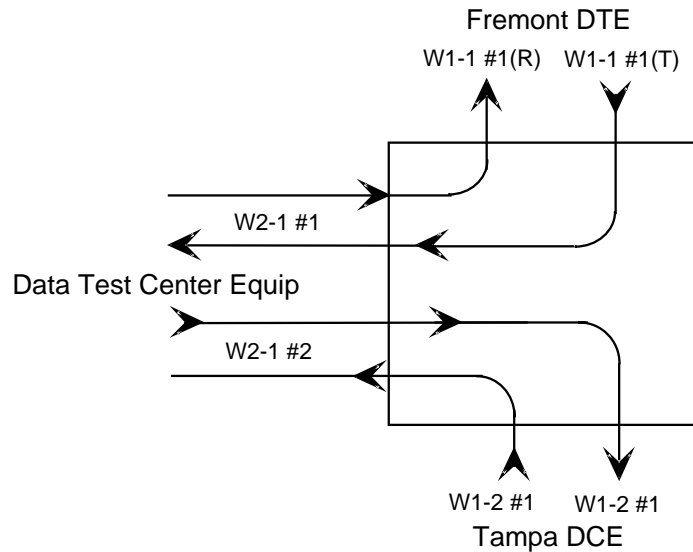 Fremont DTE
W1-1 #1(R)
W1-1 #1(T)
W2-1 #1
Data Test Center Equip
W2-1 #2
W1-2 #1
W1-2 #1
Tampa DCE